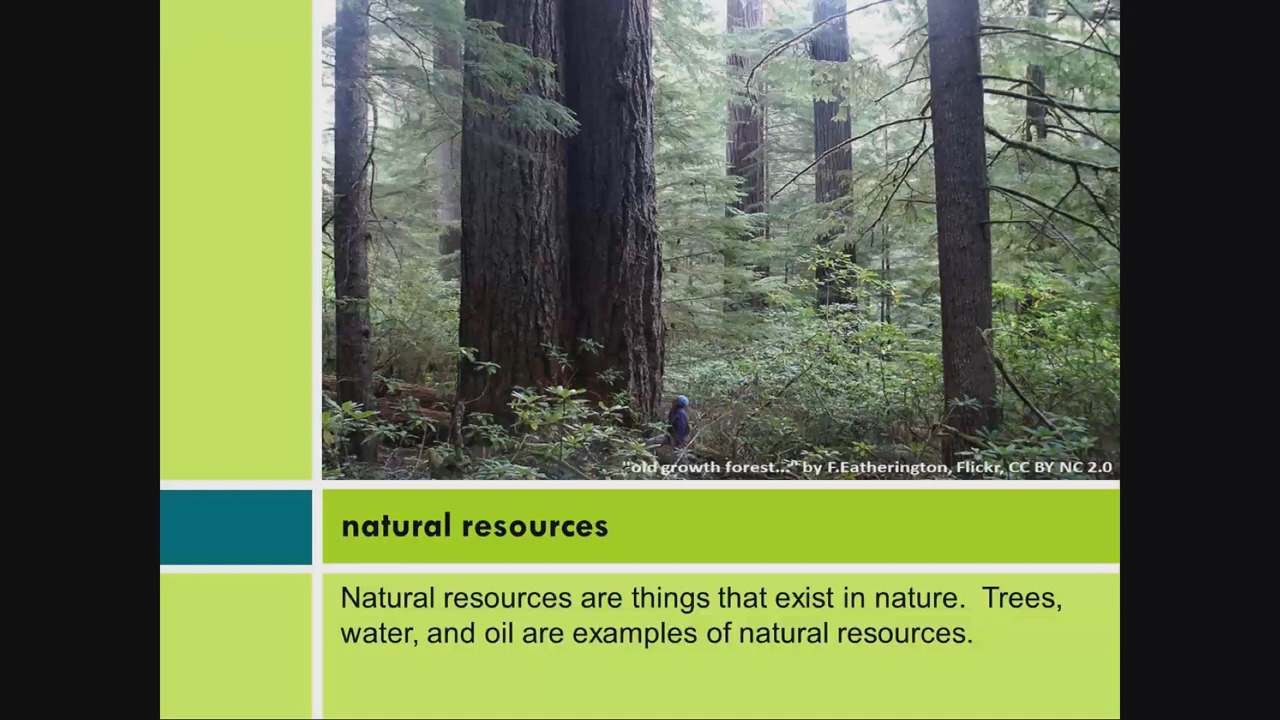 "old growth forest..." by F.Eatherington, Flickr, CC BY NC 2.0
natural resources
Natural resources are things that exist in nature.  Trees,
water, and oil are examples of natural resources.